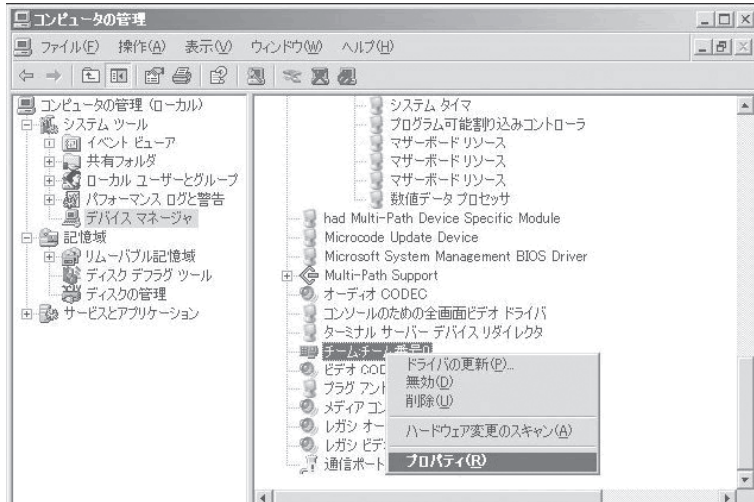 コンピュータの管理
ファイル(F) 操作(A) 表示(V) ウィンドウ(W) ヘルプ(H)
コンピュータの管理 (ローカル)
システム ツール
イベント ビューア
共有フォルダ
ローカル ユーザーとグループ
パフォーマンス ログと警告
デバイス マネージャ
記憶域
リムーバブル記憶域
ディスク デフラグ ツール
ディスクの管理
サービスとアプリケーション
システム タイマ
プログラム可能割り込みコントローラ
マザーボード リソース
マザーボード リソース
マザーボード リソース
数値データ プロセッサ
had Multi-Path Device Specific Module
Microcode Update Device
Microsoft System Management BIOS Driver
Multi-Path Support
オーディオ CODEC
コンソールのための全画面ビデオ ドライバ
ターミナル サーバー デバイス リダイレクタ
チーム:チーム番号0
ビデオ COD
プラグ アント
メディア コン
レガシ オー
レガシ ビデ
通信ポート
ドライバの更新(P)...
無効(D)
削除(U)
ハードウェア変更のスキャン(A)
プロパティ(R)